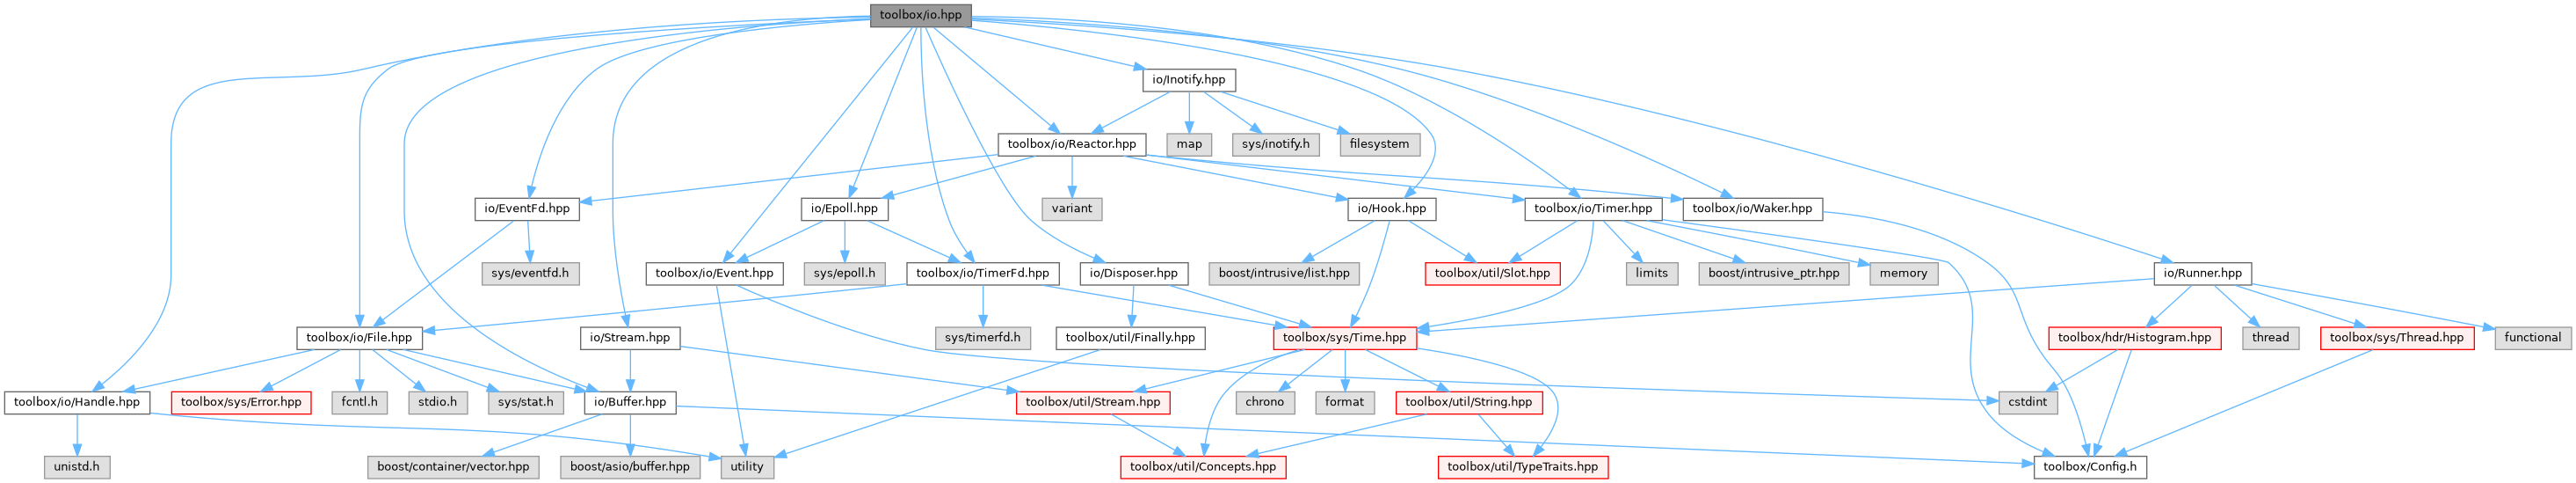 toolbox/io.hpp
io/Inotify.hpp
toolbox/io/Reactor.hpp
map
sys/inotify.h
filesystem
io/EventFd.hpp
io/Epoll.hpp
variant
io/Hook.hpp
toolbox/io/Timer.hpp
toolbox/io/Waker.hpp
sys/eventfd.h
toolbox/io/Event.hpp
sys/epoll.h
toolbox/io/TimerFd.hpp
io/Disposer.hpp
boost/intrusive/list.hpp
toolbox/util/Slot.hpp
limits
boost/intrusive_ptr.hpp
memory
io/Runner.hpp
toolbox/io/File.hpp
io/Stream.hpp
sys/timerfd.h
toolbox/util/Finally.hpp
toolbox/sys/Time.hpp
toolbox/hdr/Histogram.hpp
thread
toolbox/sys/Thread.hpp
functional
toolbox/io/Handle.hpp
toolbox/sys/Error.hpp
fcntl.h
stdio.h
sys/stat.h
io/Buffer.hpp
toolbox/util/Stream.hpp
chrono
format
toolbox/util/String.hpp
cstdint
unistd.h
boost/container/vector.hpp
boost/asio/buffer.hpp
utility
toolbox/util/Concepts.hpp
toolbox/util/TypeTraits.hpp
toolbox/Config.h